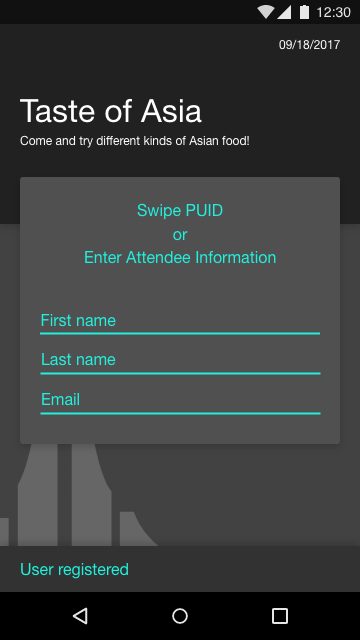 12:30
09/18/2017
Taste of Asia
Come and try different kinds of Asian food!
Swipe PUID
or
Enter Attendee Information
First name
Last name
Email
User registered